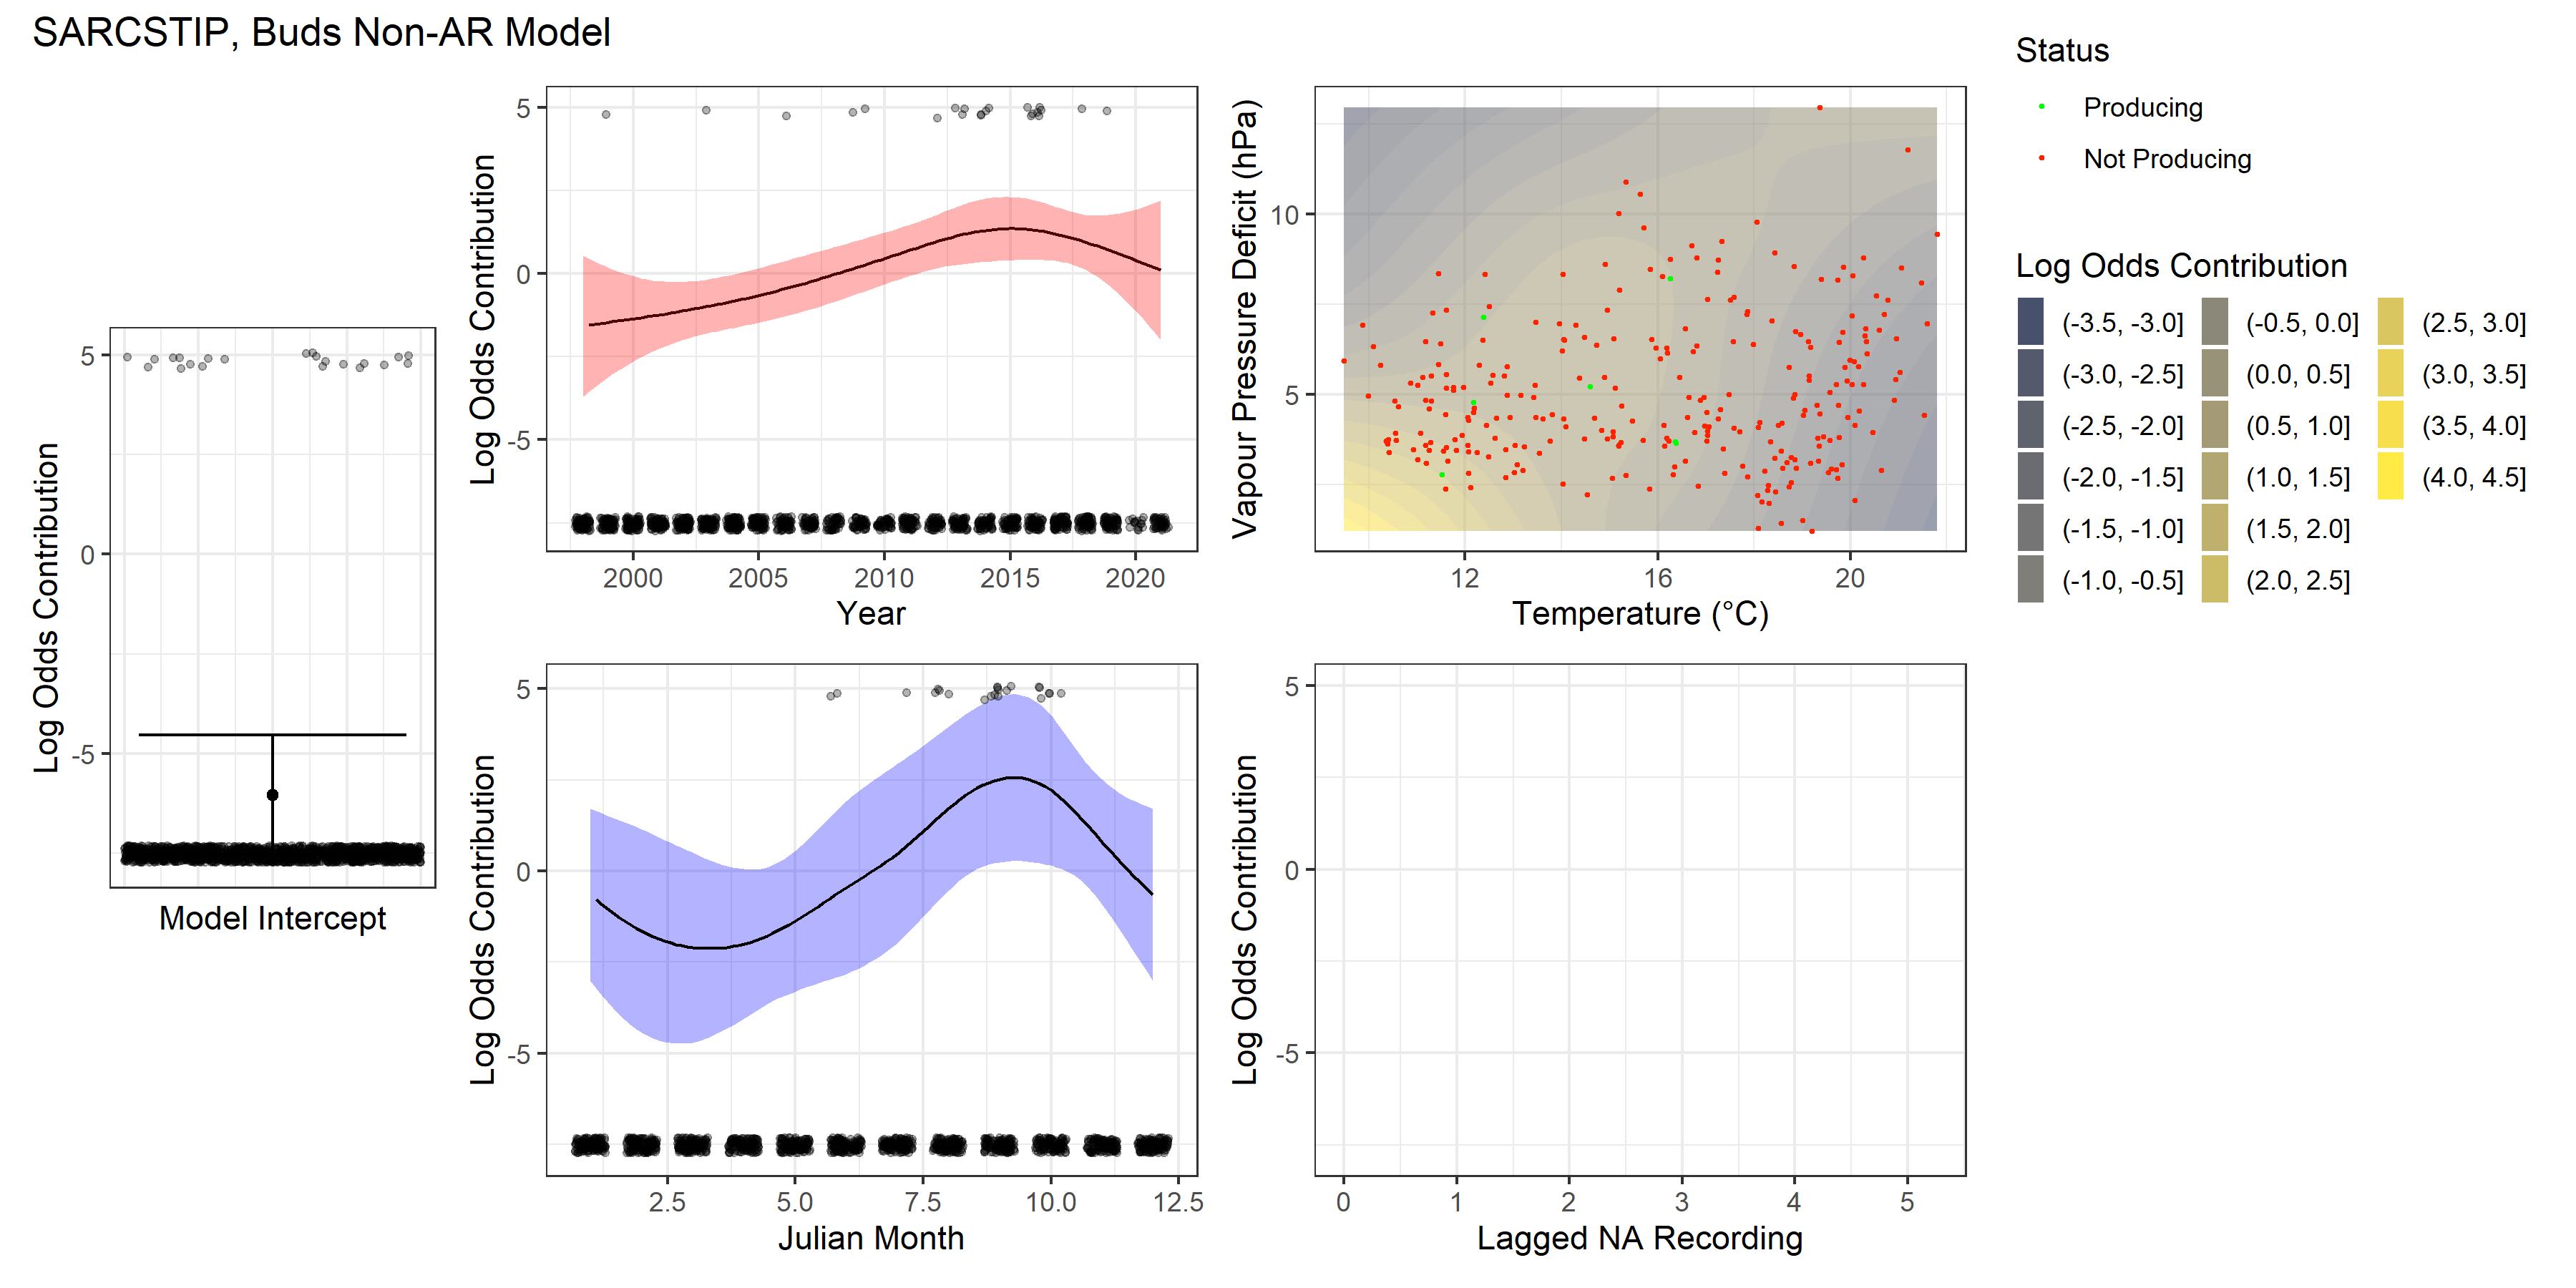 SARCSTIP, Buds Non-AR Model
Log Odds Contribution
5
0
-5
Model Intercept
Log Odds Contribution
5
0
-5
2000 2005 2010 2015 2020
Year
Vapour Pressure Deficit (hPa)
10
5
12 16 20
Temperature (°C)
Log Odds Contribution
5
0
-5
2.5 5.0 7.5 10.0 12.5
Julian Month
Log Odds Contribution
5
0
-5
0 1 2 3 4 5
Lagged NA Recording
Status
Producing
Not Producing
Log Odds Contribution
(-3.5, -3.0] (-0.5, 0.0] (2.5, 3.0]
(-3.0, -2.5] (0.0, 0.5] (3.0, 3.5]
(-2.5, -2.0] (0.5, 1.0] (3.5, 4.0]
(-2.0, -1.5] (1.0, 1.5] (4.0, 4.5]
(-1.5, -1.0] (1.5, 2.0]
(-1.0, -0.5] (2.0, 2.5]